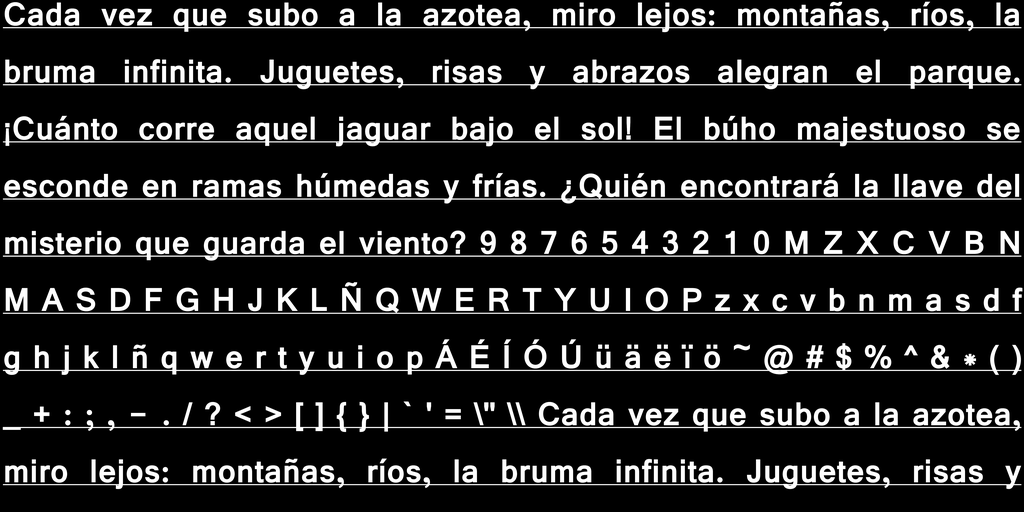 Cada vez que subo a la azotea, miro lejos: montañas, ríos, la
bruma infinita. Juguetes, risas y abrazos alegran el parque.
¡Cuánto corre aquel jaguar bajo el sol! El búho majestuoso se
esconde en ramas húmedas y frías. ¿Quién encontrará la llave del
misterio que guarda el viento? 9 8 7 6 5 4 3 2 1 0 M Z X C V B N
M A S D F G H J K L Ñ Q W E R T Y U I O P z x c v b n m a s d f
g h j k l ñ q w e r t y u i o p Á É Í Ó Ú ü ä ë ï ö ~ @ # $ % ^ & * ( )
_ + : ; , - . / ? < > [ ] { } | ` ' = \" \\ Cada vez que subo a la azotea,
miro lejos: montañas, ríos, la bruma infinita. Juguetes, risas y